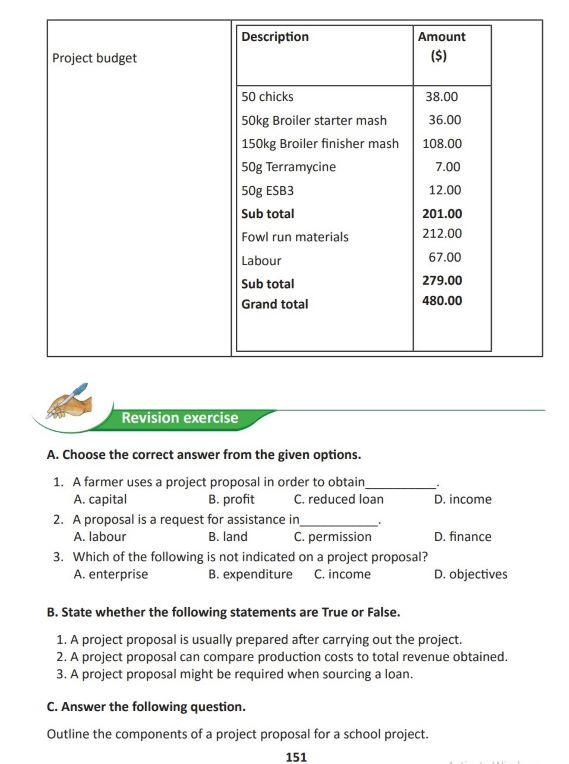 Description Amount
($)
Project budget
50 chicks 38.00
50kg Broiler starter mash 36.00
150kg Broiler finisher mash 108.00
50g Terramycine 7.00
50g ESB3 12.00
Sub total 201.00
Fowl run materials 212.00
Labour 67.00
Sub total 279.00
Grand total 480.00
Revision exercise
A. Choose the correct answer from the given options.
1. A farmer uses a project proposal in order to obtain__________.
A. capital B. profit C. reduced loan D. income
2. A proposal is a request for assistance in___________.
A. labour B. land C. permission D. finance
3. Which of the following is not indicated on a project proposal?
A. enterprise B. expenditure C. income D. objectives
B. State whether the following statements are True or False.
1. A project proposal is usually prepared after carrying out the project.
2. A project proposal can compare production costs to total revenue obtained.
3. A project proposal might be required when sourcing a loan.
C. Answer the following question.
Outline the components of a project proposal for a school project.
151